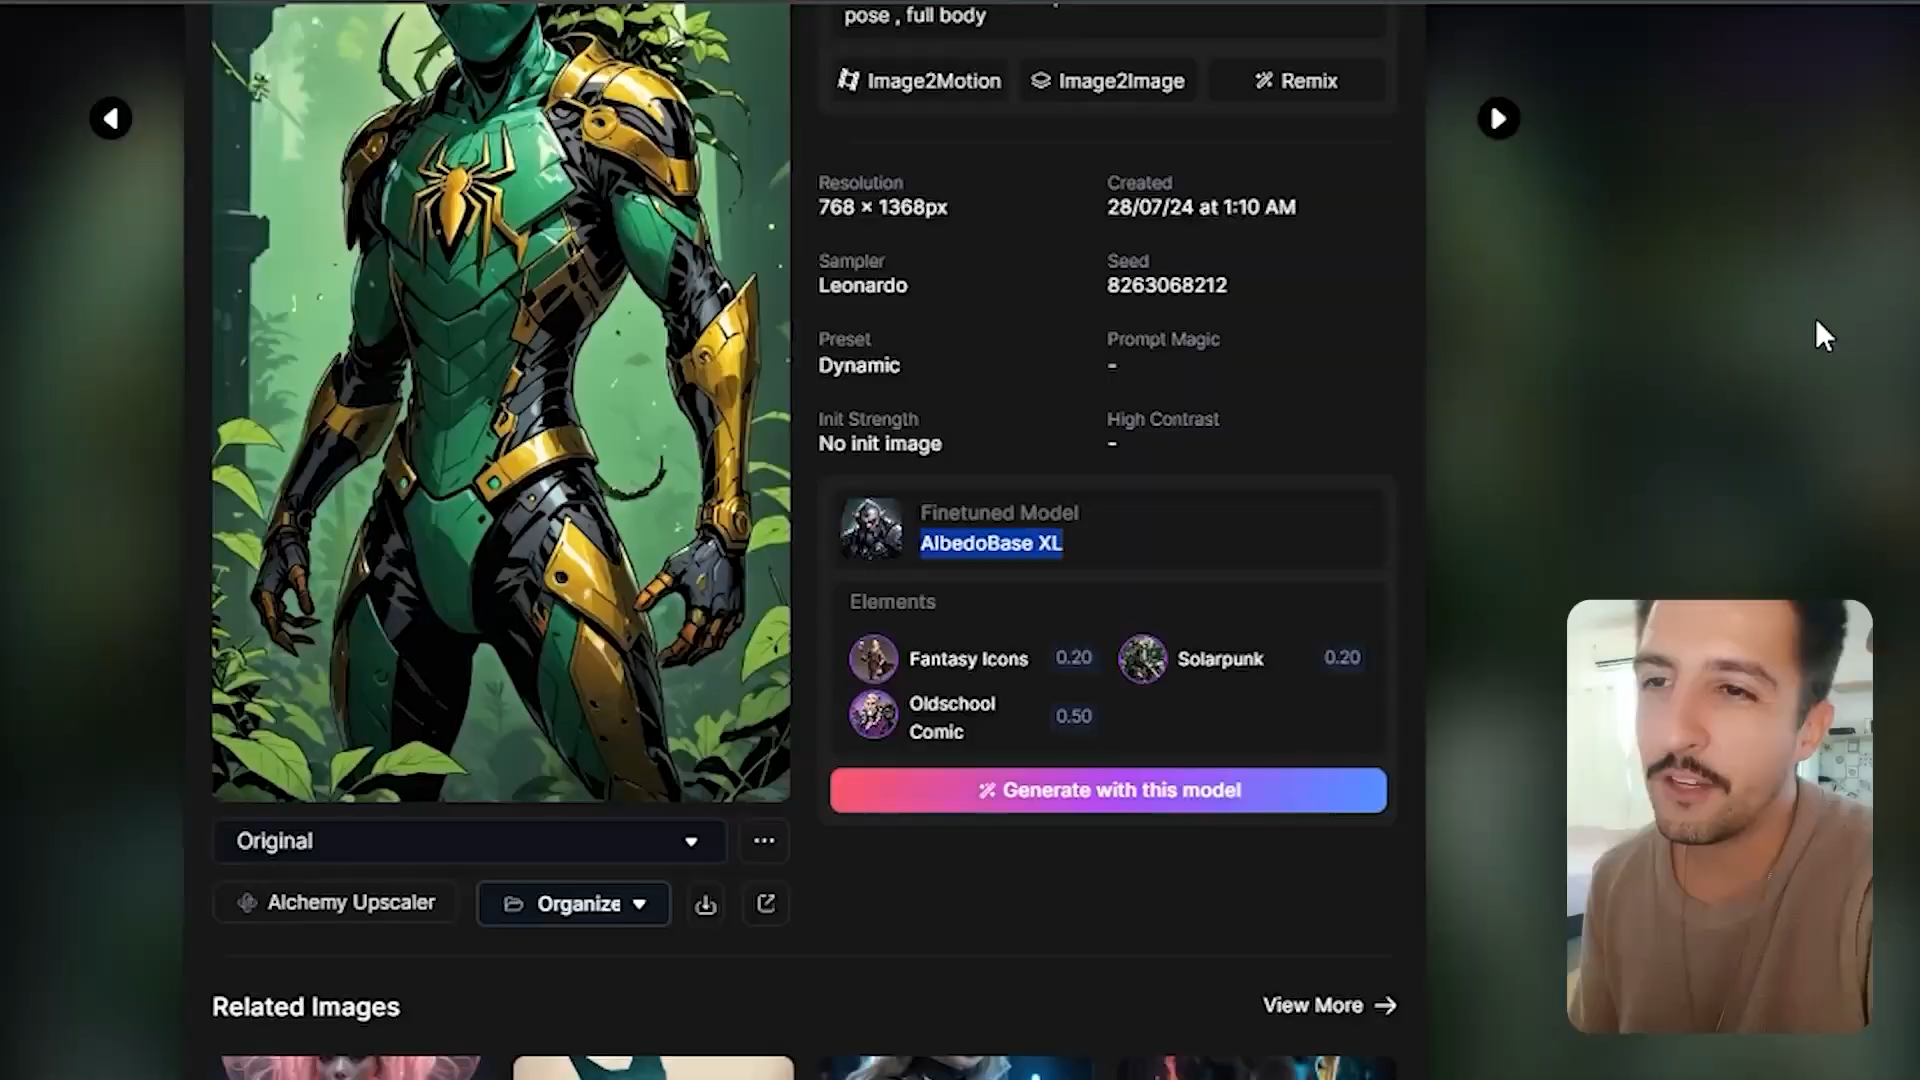 pose , full body
Image2Motion
Image2Image
Remix
Resolution
768 × 1368px
Created
28/07/24 at 1:10 AM
Sampler
Leonardo
Seed
8263068212
Preset
Dynamic
Prompt Magic
-
Init Strength
No init image
High Contrast
-
Finetuned Model
AlbedoBase XL
Elements
Fantasy Icons 0.20
Solarpunk 0.20
Oldschool
Comic
0.50
Generate with this model
Original
Alchemy Upscaler
Organize
Related Images
View More